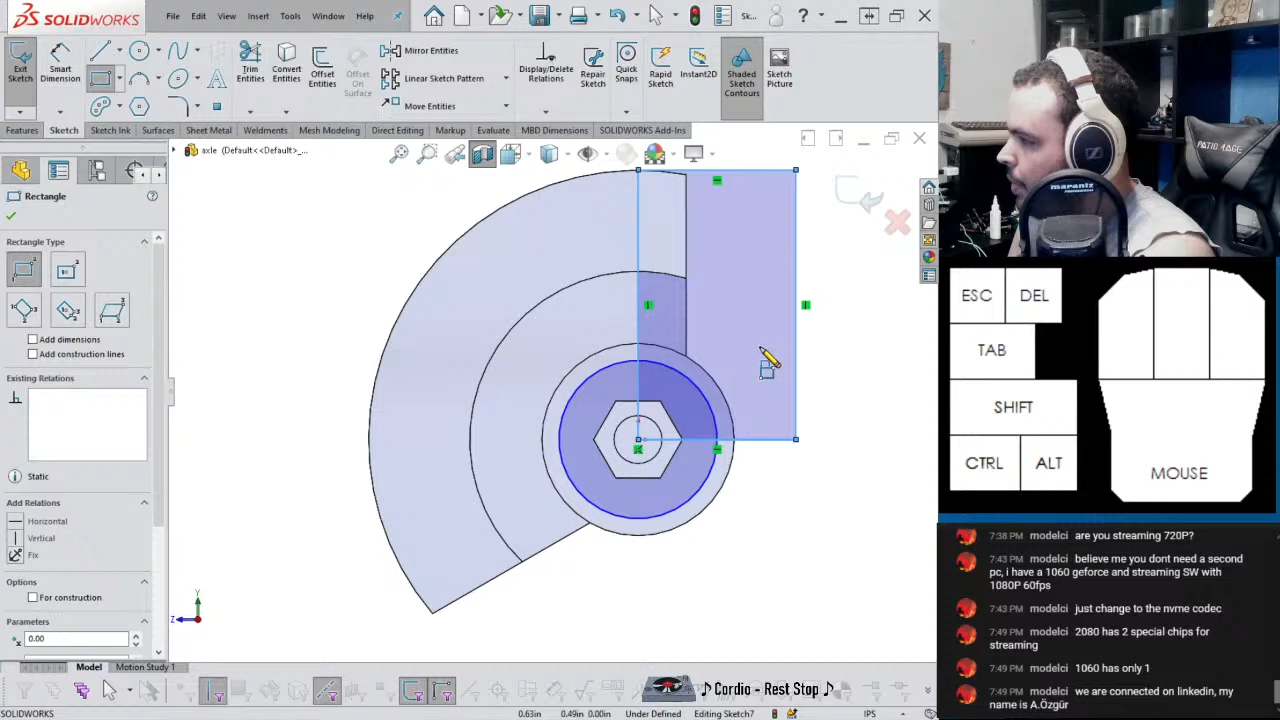 SOLIDWORKS
File
Edit
View
Insert
Tools
Window
Help
Sk...
?
Exit Sketch
Smart Dimension
Trim Entities
Convert Entities
Offset Entities
Offset On Surface
Mirror Entities
Linear Sketch Pattern
Move Entities
Display/Delete Relations
Repair Sketch
Quick Snaps
Rapid Sketch
Instant2D
Shaded Sketch Contours
Sketch Picture
Features
Sketch
Sketch Ink
Surfaces
Sheet Metal
Weldments
Mesh Modeling
Direct Editing
Markup
Evaluate
MBD Dimensions
SOLIDWORKS Add-Ins
axle (Default<<Default>_...
Rectangle
Rectangle Type
Add dimensions
Add construction lines
Existing Relations
Static
Add Relations
Horizontal
Vertical
Fix
Options
For construction
Parameters
0.00
Y
Z
Model
Motion Study 1
♪ Cordio - Rest Stop ♪
SOLIDWORKS
0.63in
0.49in
0.00in
Under Defined
Editing Sketch7
IPS
PATIO MAGE
marantz
PROFESSIONAL
ESC
DEL
TAB
SHIFT
CTRL
ALT
MOUSE
7:38 PM modelci are you streaming 720P?
7:43 PM modelci believe me you dont need a second
pc, i have a 1060 geforce and streaming SW with
1080P 60fps
7:43 PM modelci just change to the nvme codec
7:49 PM modelci 2080 has 2 special chips for
streaming
7:49 PM modelci 1060 has only 1
7:49 PM modelci we are connected on linkedin, my
name is A.Özgür